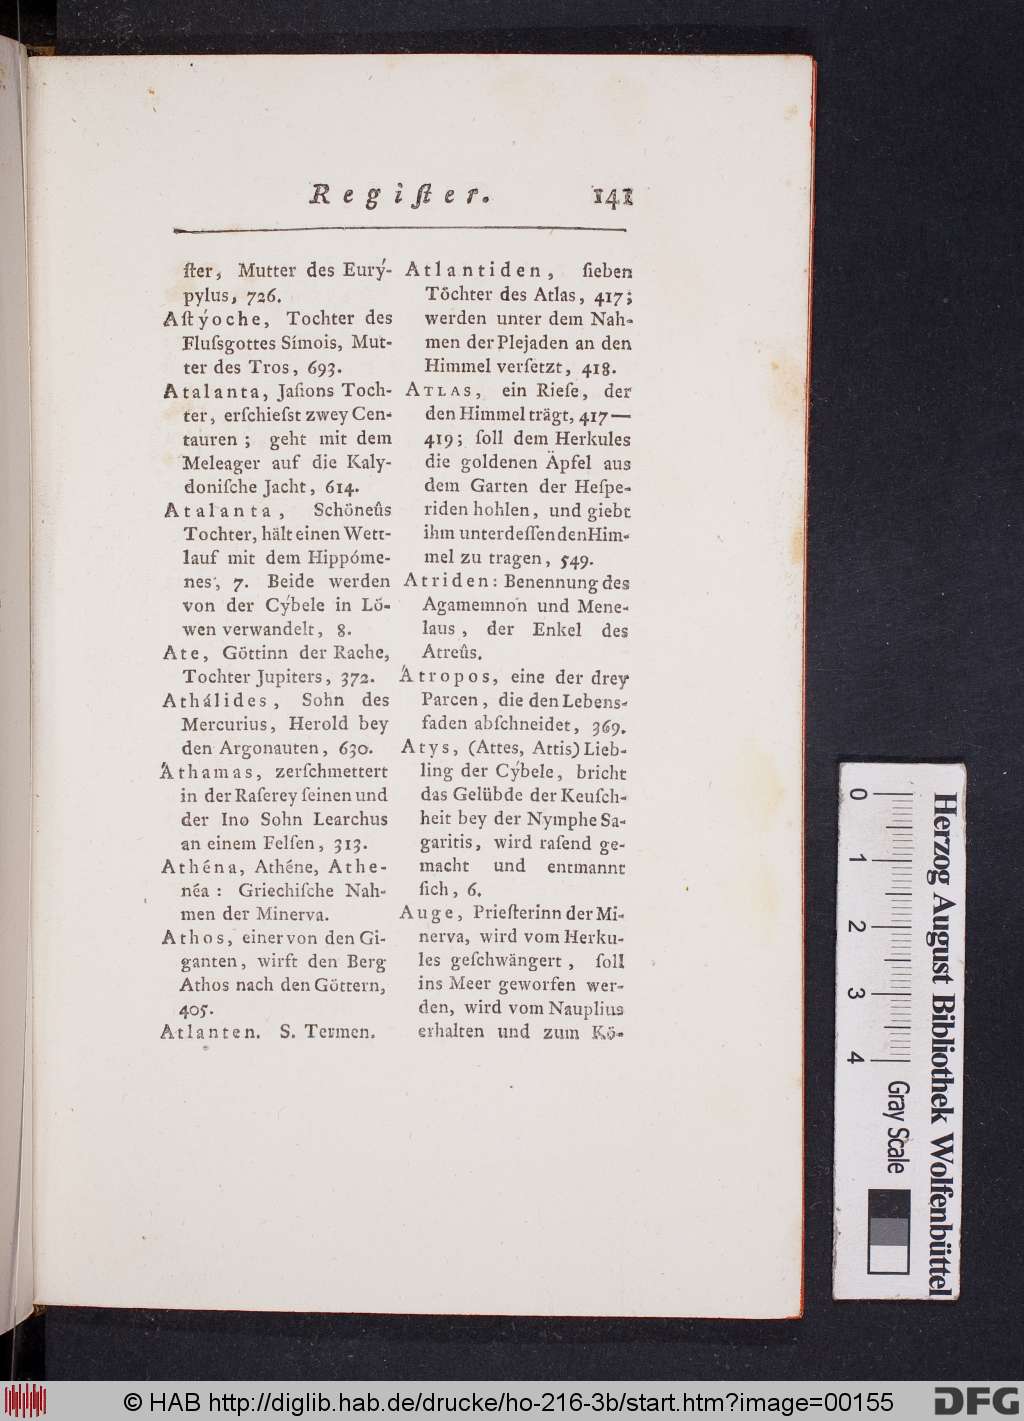 Regiſter. 141
ſter, Mutter des Eurý-
pylus, 726.
Aſtýoche, Tochter des
Fluſsgottes Símois, Mut-
ter des Tros, 693.
Atalanta, Jaſions Toch-
ter, erſchieſst zwey Cen-
tauren; geht mit dem
Meleager auf die Kaly-
doniſche Jacht, 614.
Atalanta, Schöneûs
Tochter, hält einen Wett-
lauf mit dem Hippóme-
nes, 7. Beide werden
von der Cýbele in Lö-
wen verwandelt, 8.
Ate, Göttinn der Rache,
Tochter Jupiters, 372.
Athálides, Sohn des
Mercurius, Herold bey
den Argonauten, 630.
Áthamas, zerſchmettert
in der Raſerey ſeinen und
der Ino Sohn Learchus
an einem Felſen, 313.
Athéna, Athéne, Athe-
néa: Griechiſche Nah-
men der Minerva.
Athos, einer von den Gi-
ganten, wirft den Berg
Athos nach den Göttern,
405.
Atlanten. S. Termen.
Atlantiden, ſieben
Töchter des Atlas, 417;
werden unter dem Nah-
men der Plejaden an den
Himmel verſetzt, 418.
ATLAS, ein Rieſe, der
den Himmel trägt, 417—
419; ſoll dem Herkules
die goldenen Äpfel aus
dem Garten der Heſpe-
riden hohlen, und giebt
ihm unterdeſſen den Him-
mel zu tragen, 549.
Atriden: Benennung des
Agamemnon und Mene-
laus, der Enkel des
Atreûs.
Átropos, eine der drey
Parcen, die den Lebens-
faden abſchneidet, 369.
Atys, (Attes, Attis) Lieb-
ling der Cýbele, bricht
das Gelübde der Keuſch-
heit bey der Nymphe Sa-
garitis, wird raſend ge-
macht und entmannt
ſich, 6.
Auge, Prieſterinn der Mi-
nerva, wird vom Herku-
les geſchwängert, ſoll
ins Meer geworfen wer-
den, wird vom Nauplius
erhalten und zum Kö-
Herzog August Bibliothek Wolfenbüttel
0 1 2 3 4 Gray Scale
© HAB http://diglib.hab.de/drucke/ho-216-3b/start.htm?image=00155
DFG